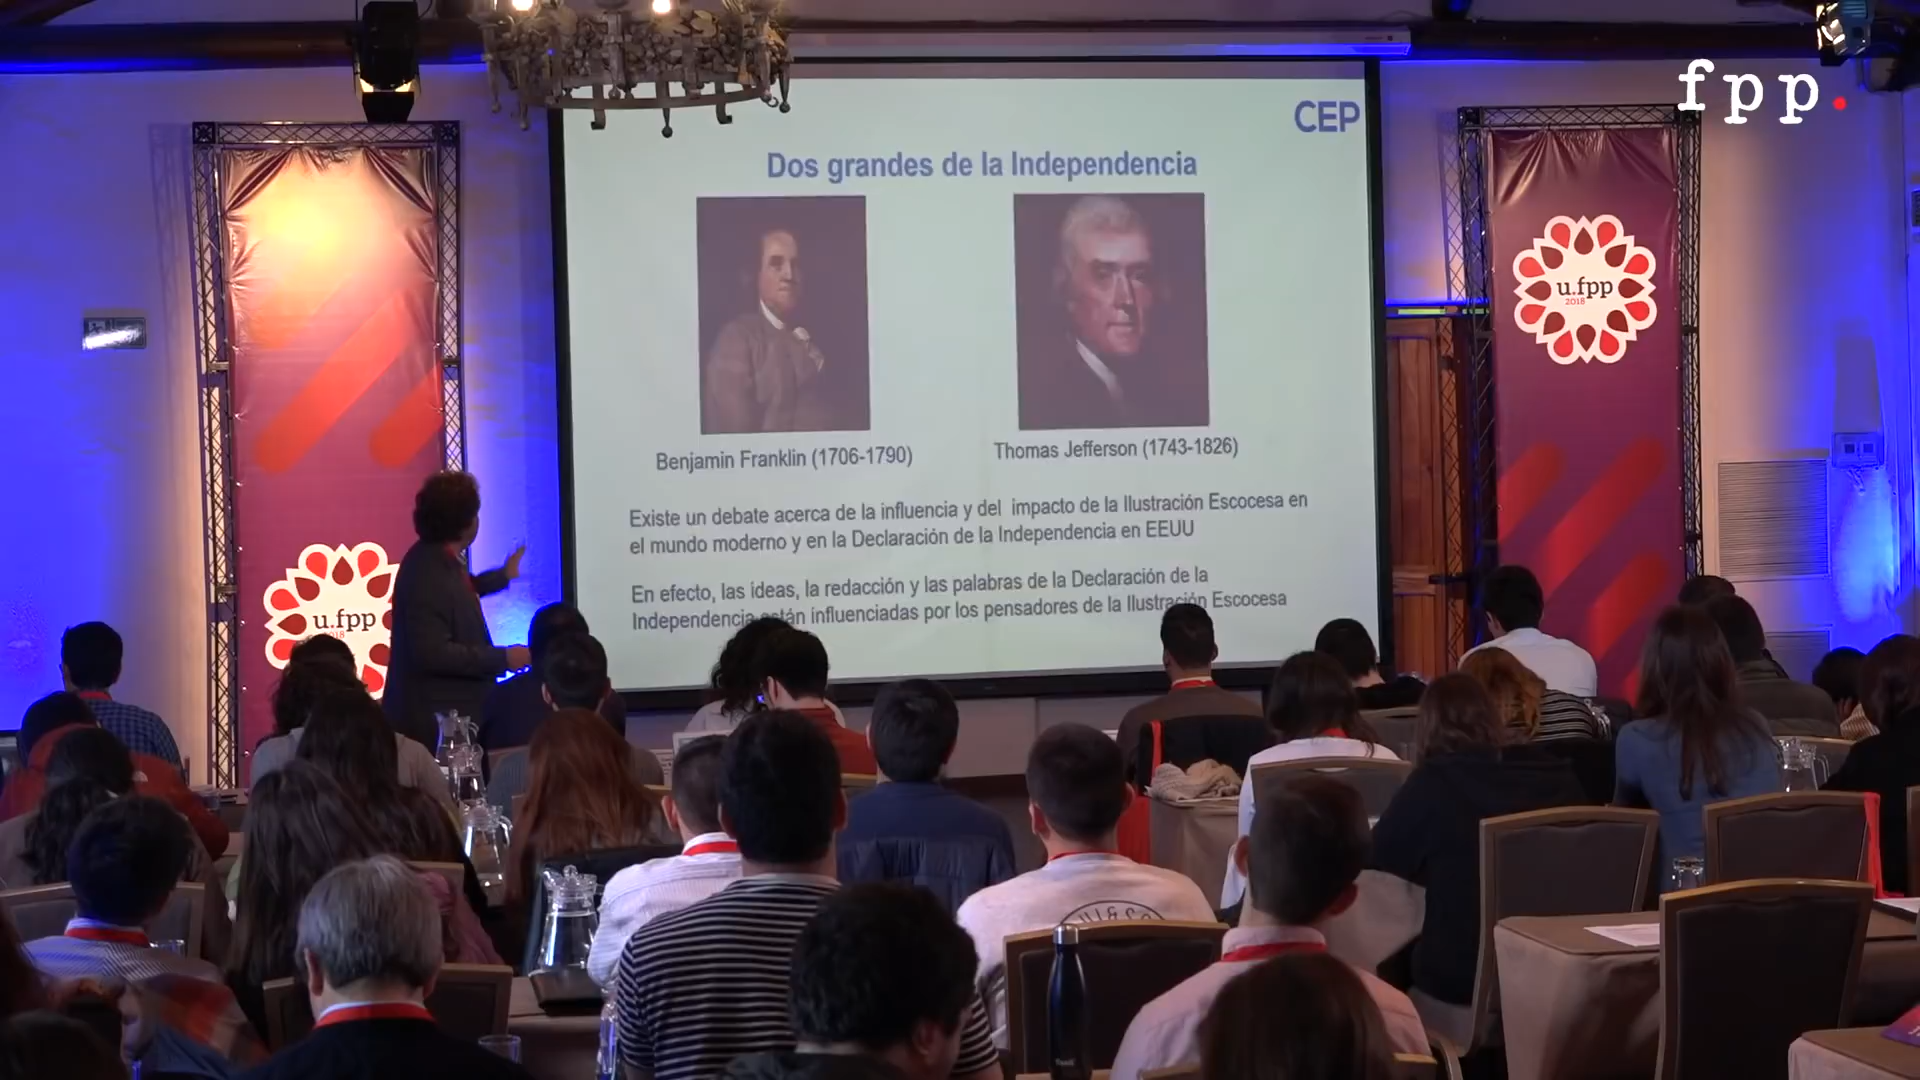 fpp.
CEP
Dos grandes de la Independencia
Benjamin Franklin (1706-1790)
Thomas Jefferson (1743-1826)
Existe un debate acerca de la influencia y del impacto de la Ilustración Escocesa en
el mundo moderno y en la Declaración de la Independencia en EEUU
En efecto, las ideas, la redacción y las palabras de la Declaración de la
Independencia están influenciadas por los pensadores de la Ilustración Escocesa
u.fpp
2018
u.fpp
2018